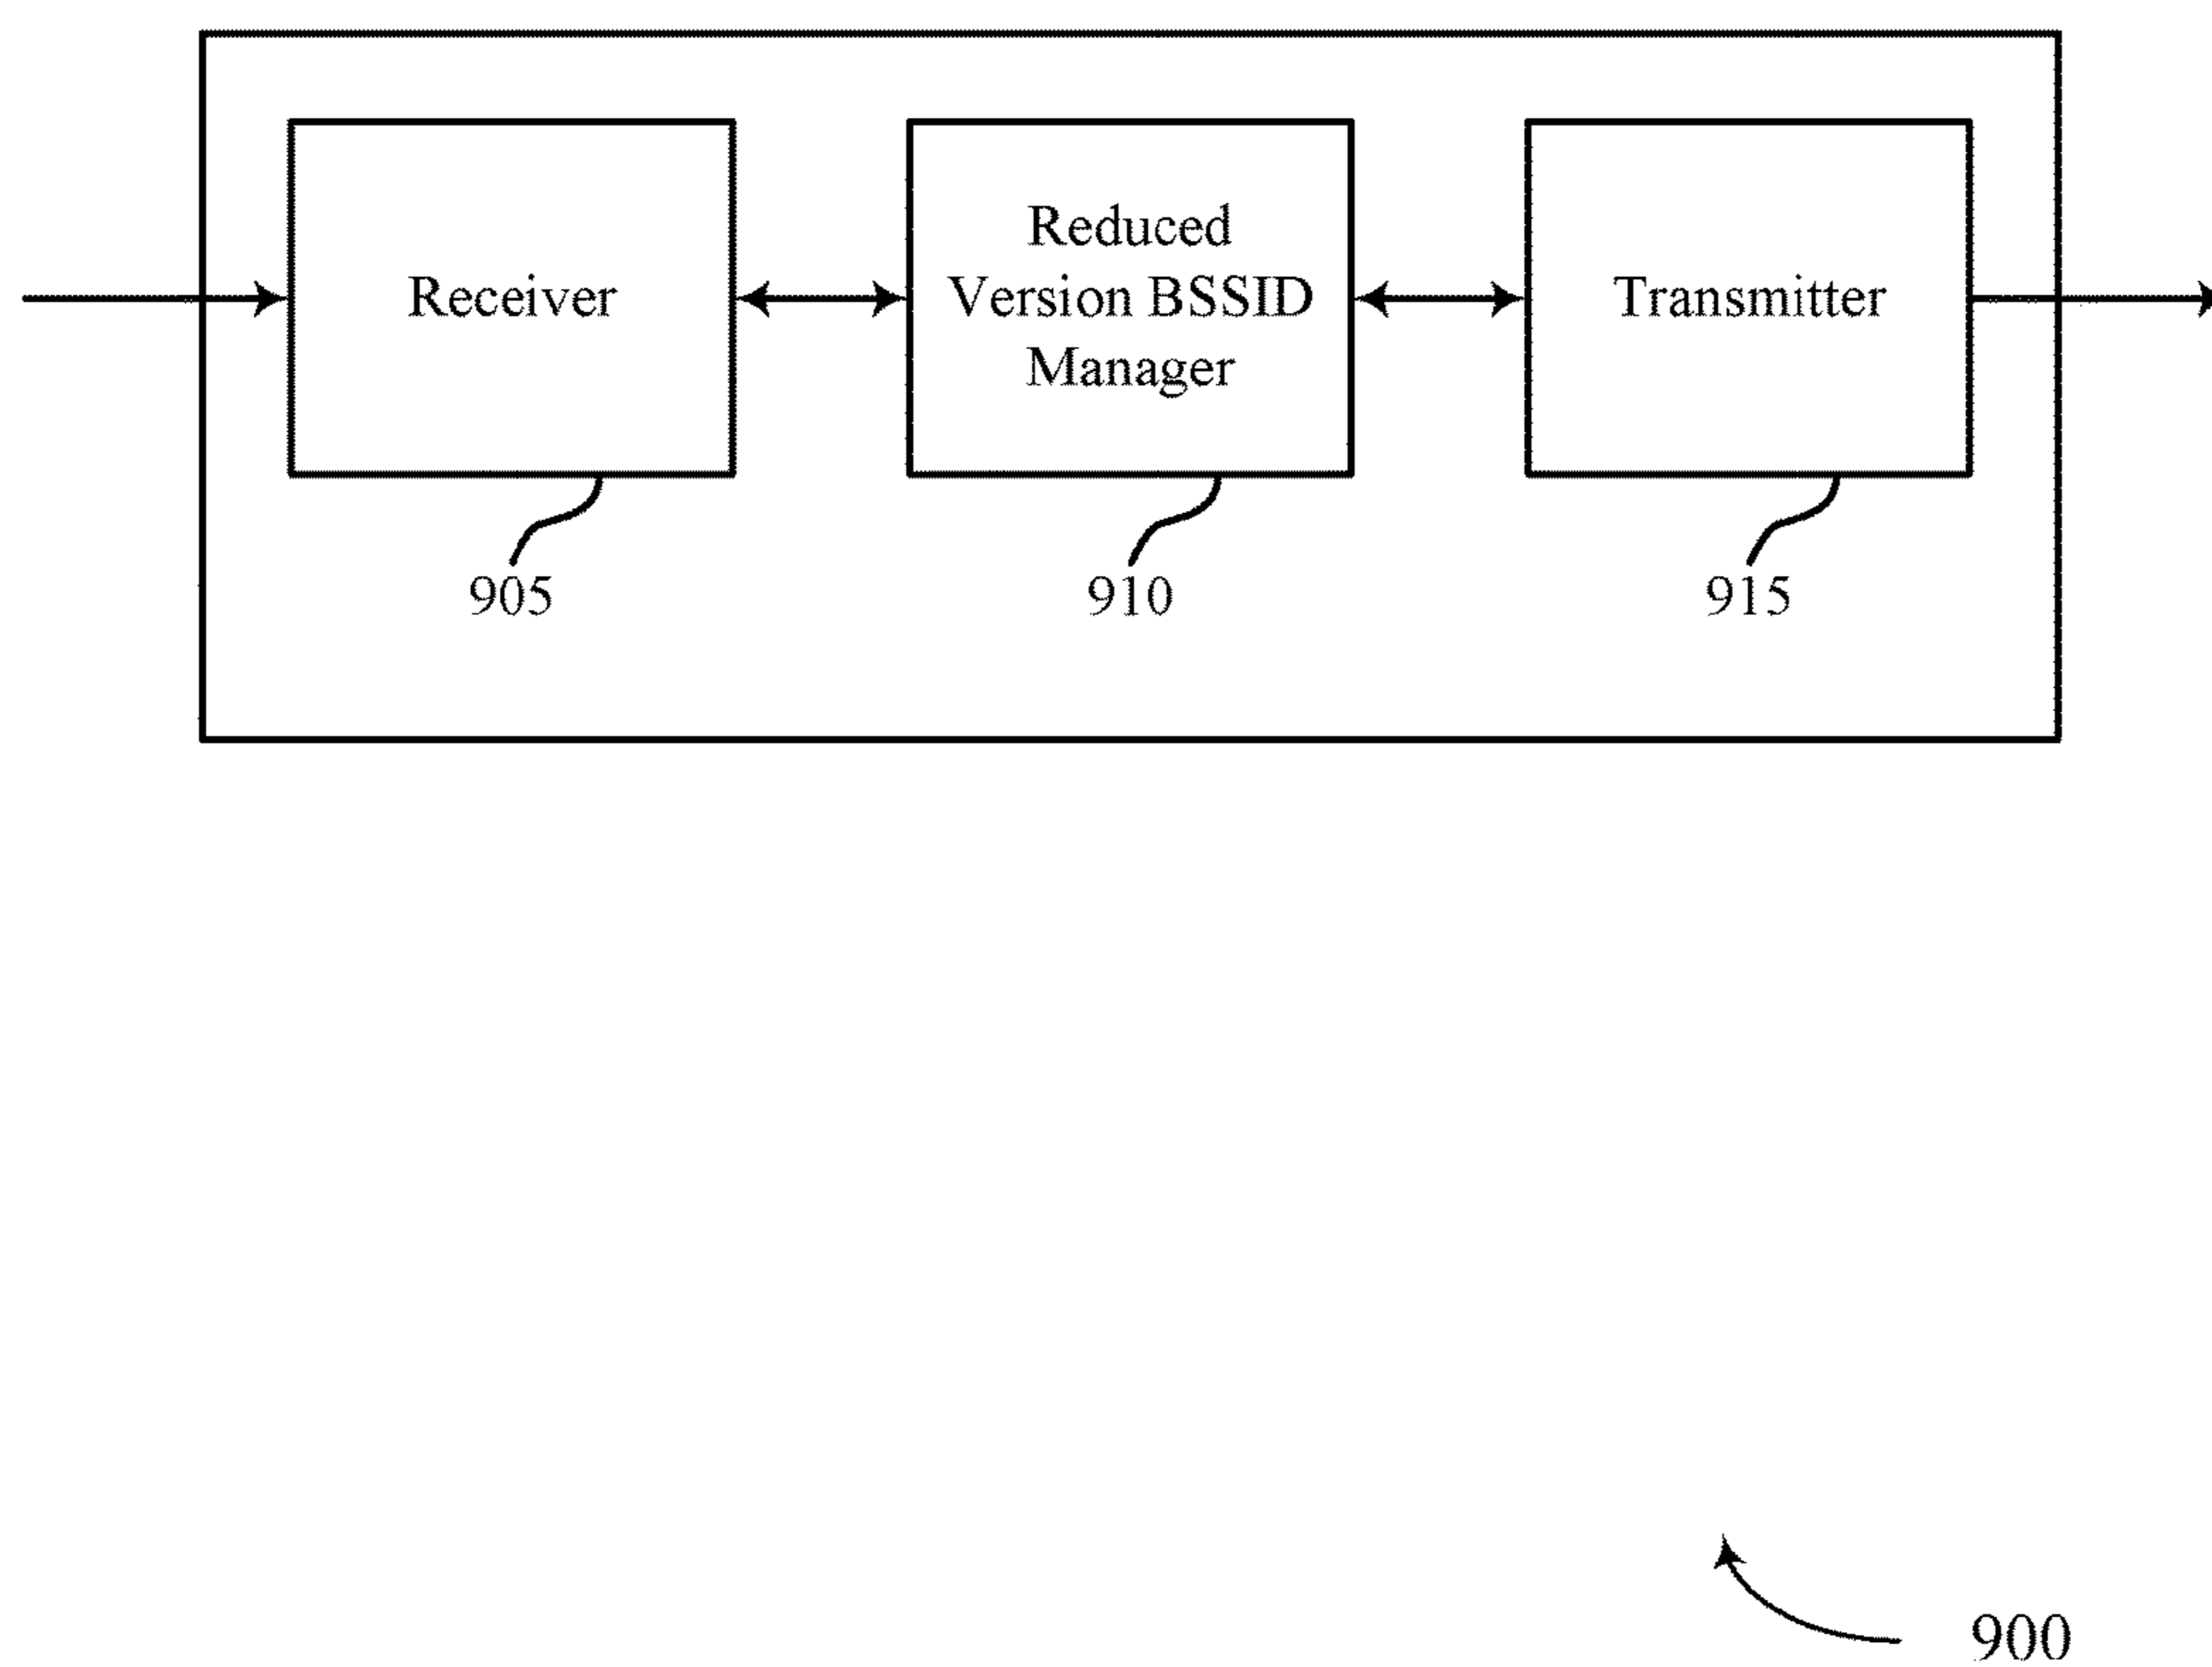 Receiver
Reduced
Version BSSID
Manager
Transmitter
905
910
915
900